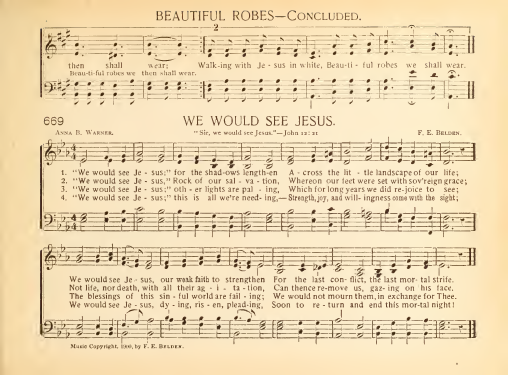 BEAUTIFUL ROBES—CONCLUDED.
2
then shall wear; Walk-ing with Je - sus in white, Beau-ti - ful robes we shall wear.
Beau-ti-ful robes we then shall wear.
669 WE WOULD SEE JESUS.
ANNA B. WARNER. "Sir, we would see Jesus."—John 12: 21 F. E. BELDEN.
1. "We would see Je - sus;" for the shad-ows length-en A - cross the lit - tle landscape of our life;
2. "We would see Je - sus;" Rock of our sal - va - tion, Whereon our feet were set with sov'reign grace;
3. "We would see Je - sus;" oth - er lights are pal - ing, Which for long years we did re-joice to see;
4. "We would see Je - sus;" this is all we're need- ing,—Strength, joy, and will - ingness come with the sight;
We would see Je - sus, our weak faith to strengthen For the last con- flict, the last mor-tal strife.
Not life, nor death, with all their ag - i - ta - tion, Can thence re-move us, gaz - ing on his face.
The blessings of this sin - ful world are fail - ing; We would not mourn them, in exchange for Thee.
We would see Je - sus, dy - ing, ris - en, plead-ing, Soon to re - turn and end this mor-tal night!
Music Copyright, by F. E. BELDEN.